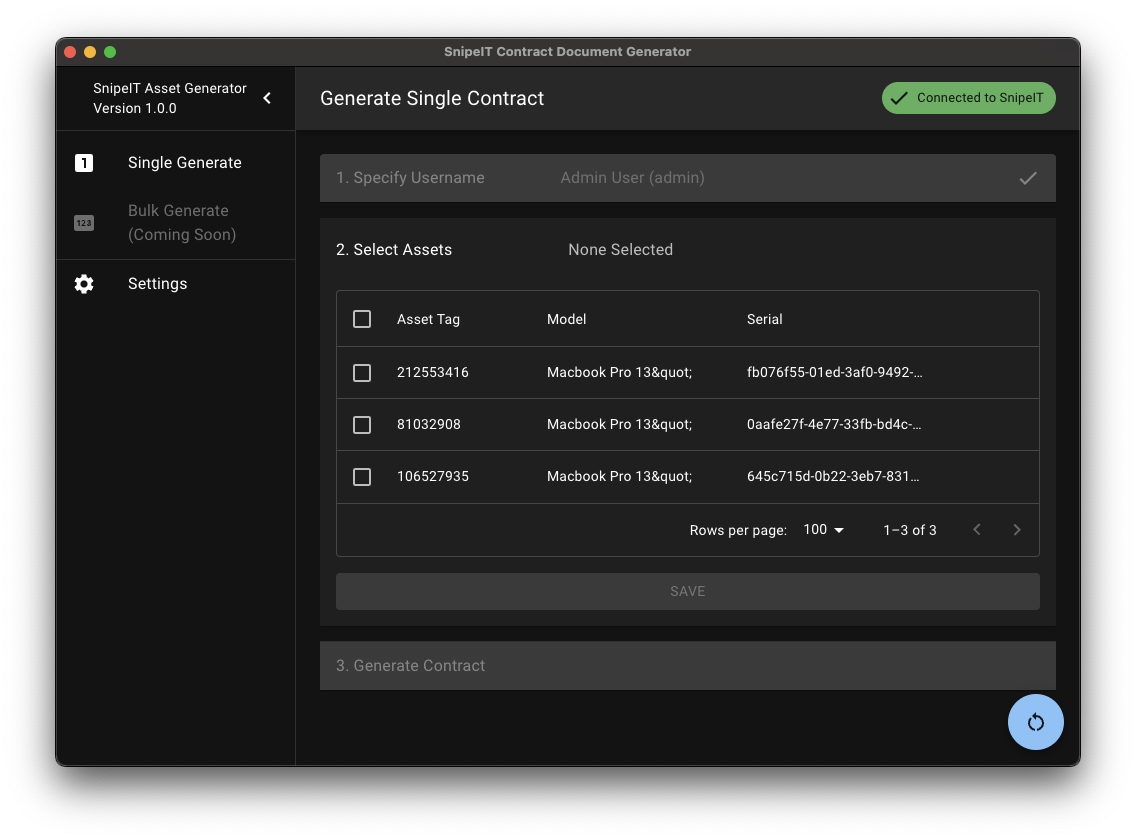 SnipeIT Contract Document Generator
SnipeIT Asset Generator
Version 1.0.0
Generate Single Contract
Connected to SnipeIT
1
Single Generate
123
Bulk Generate
(Coming Soon)
Settings
1. Specify Username
Admin User (admin)
2. Select Assets
None Selected
Asset Tag
Model
Serial
212553416
Macbook Pro 13&quot;
fb076f55-01ed-3af0-9492-...
81032908
Macbook Pro 13&quot;
0aafe27f-4e77-33fb-bd4c-...
106527935
Macbook Pro 13&quot;
645c715d-0b22-3eb7-831...
Rows per page:
100
1–3 of 3
SAVE
3. Generate Contract